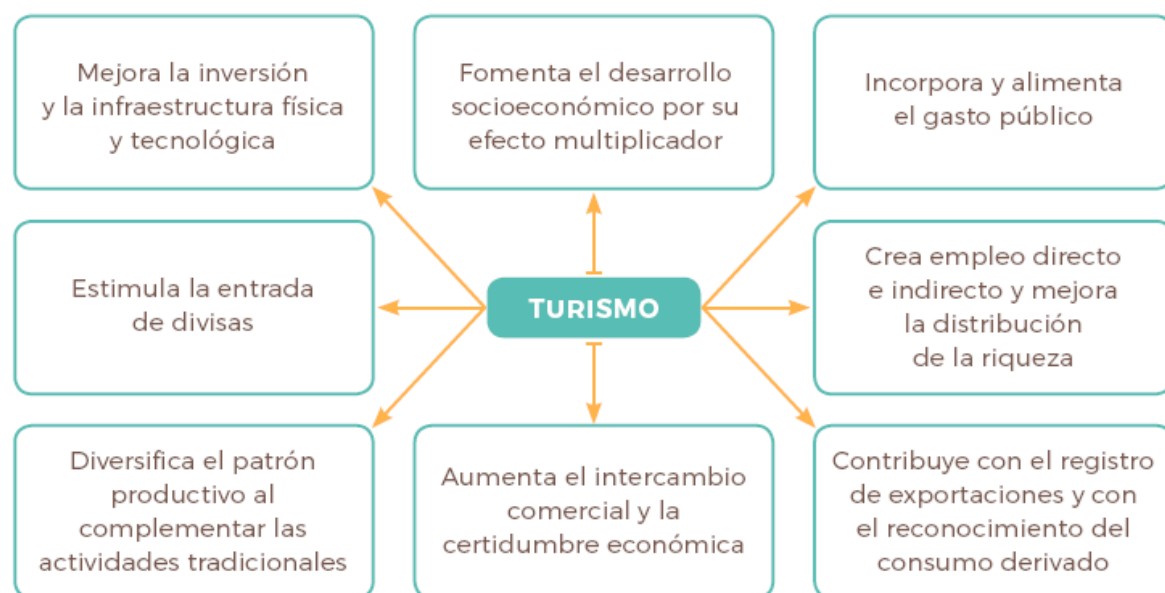 Mejora la inversión
y la infraestructura física
y tecnológica
Fomenta el desarrollo
socioeconómico por su
efecto multiplicador
Incorpora y alimenta
el gasto público
Estimula la entrada
de divisas
TURISMO
Crea empleo directo
e indirecto y mejora
la distribución
de la riqueza
Diversifica el patrón
productivo al
complementar las
actividades tradicionales
Aumenta el intercambio
comercial y la
certidumbre económica
Contribuye con el registro
de exportaciones y con
el reconocimiento del
consumo derivado